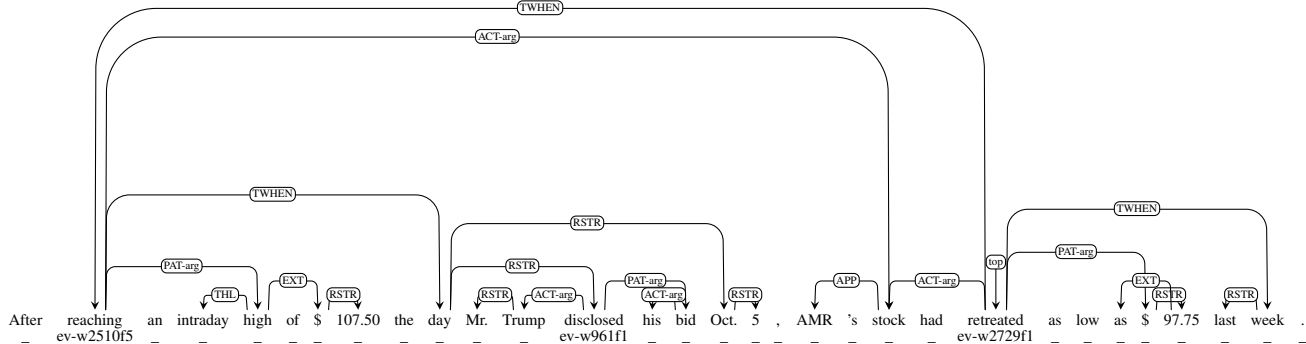 TWHEN
ACT-arg
TWHEN
TWHEN
RSTR
PAT-arg
top
PAT-arg RSTR
EXT PAT-arg APP ACT-arg EXT
THL RSTR RSTR ACT-arg ACT-arg RSTR RSTR RSTR
After reaching an intraday high of $ 107.50 the day Mr. Trump disclosed his bid Oct. 5 , AMR 's stock had retreated as low as $ 97.75 last week .
_ ev-w2510f5 _ _ _ _ _ _ _ _ _ _ ev-w961f1 _ _ _ _ _ _ _ _ _ ev-w2729f1 _ _ _ _ _ _ _ _